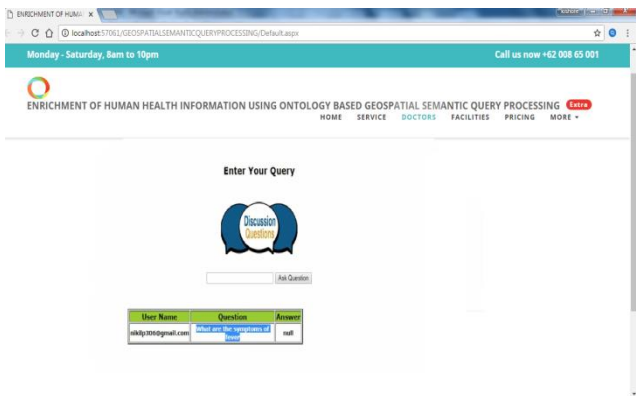 ENRICHMENT OF HUMA
localhost:57061/GEOSPATIALSEMANTICQUERYPROCESSING/Default.aspx
Monday - Saturday, 8am to 10pm
Call us now +62 008 65 001
ENRICHMENT OF HUMAN HEALTH INFORMATION USING ONTOLOGY BASED GEOSPATIAL SEMANTIC QUERY PROCESSING Extra
HOME SERVICE DOCTORS FACILITIES PRICING MORE
Enter Your Query
Discussion
Questions
Ask Question
User Name Question Answer
nikilp306@gmail.com What are the symptoms of null
fever